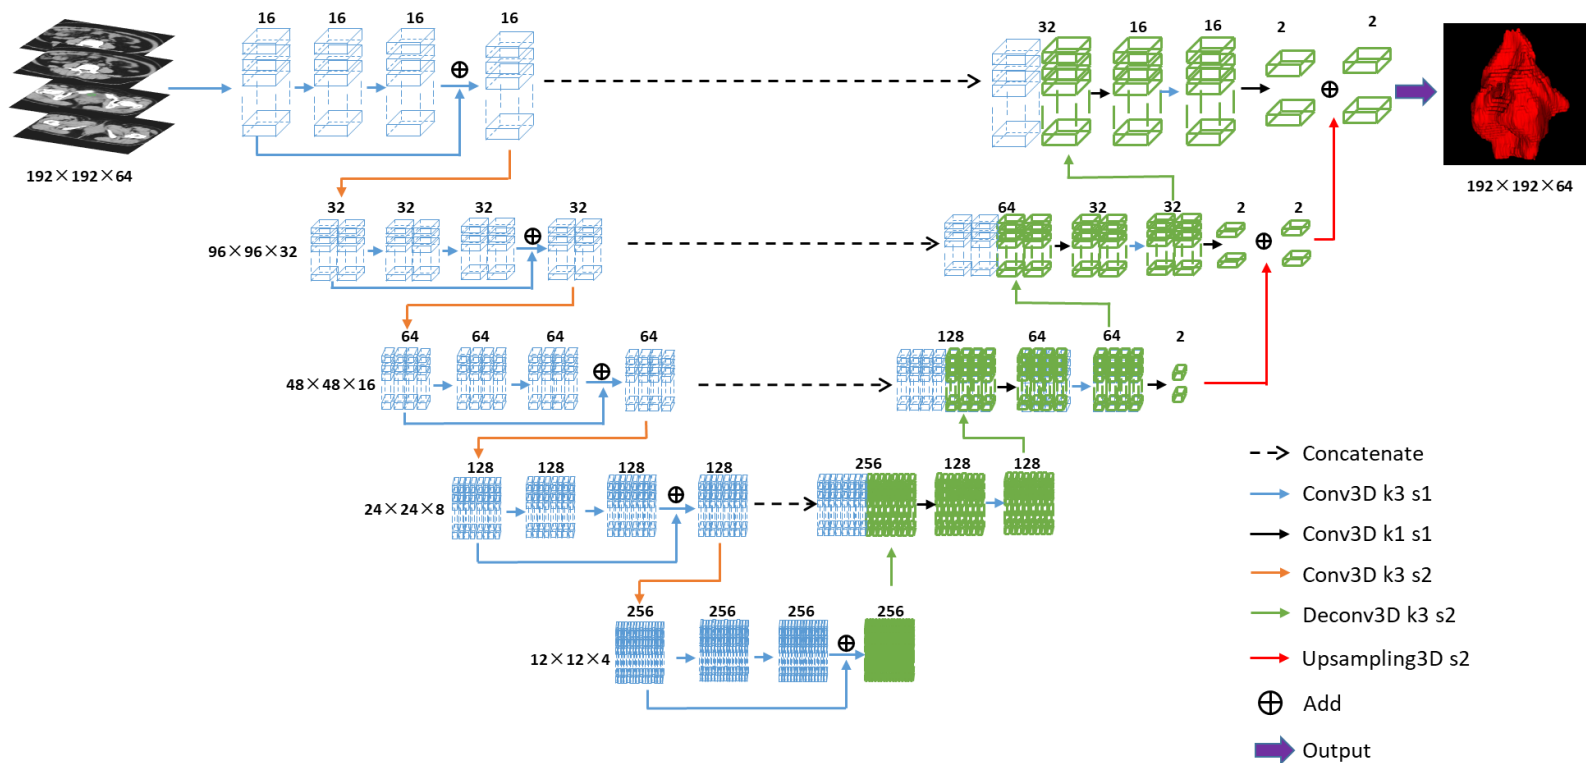 16 16 16 16 32 16 16 2 2
192×192×64
192×192×64
32 32 32 32 64 32 32 2 2
96×96×32
64 64 64 64 128 64 64 2
48×48×16
128 128 128 128 256 128 128
24×24×8
256 256 256 256
12×12×4
Concatenate
Conv3D k3 s1
Conv3D k1 s1
Conv3D k3 s2
Deconv3D k3 s2
Upsampling3D s2
Add
Output